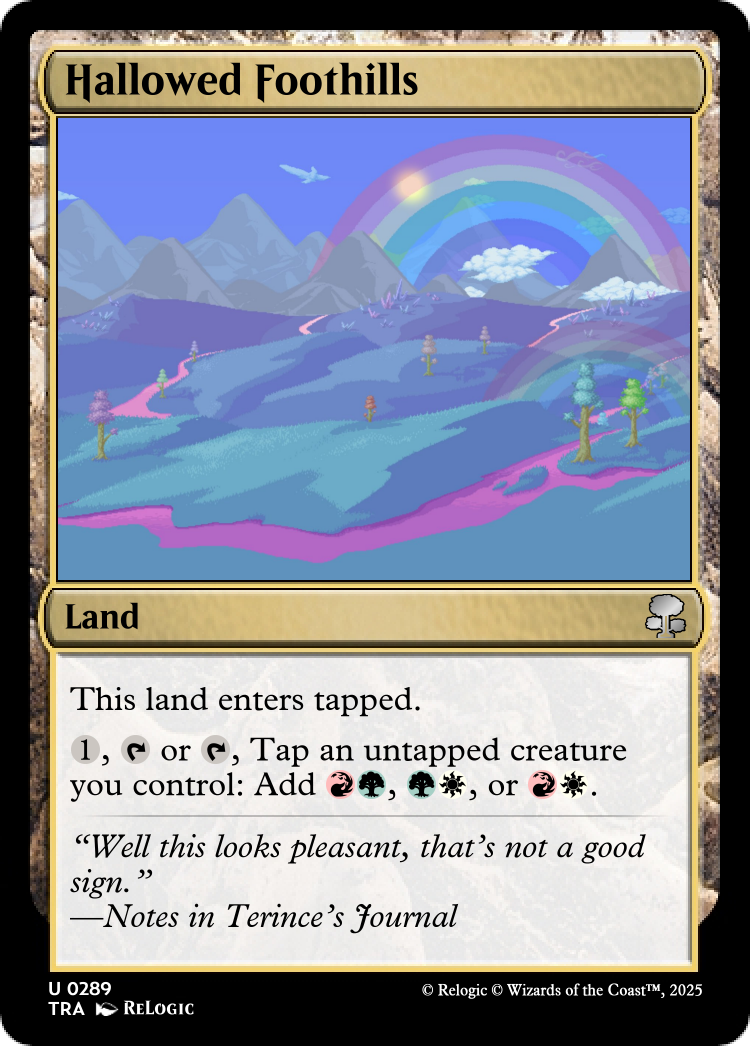 Hallowed Foothills
Land
This land enters tapped.
1, or , Tap an untapped creature
you control: Add , , or .
“Well this looks pleasant, that’s not a good
sign.”
—Notes in Terince’s Journal
U 0289
TRA ReLogic
© Relogic © Wizards of the Coast™, 2025